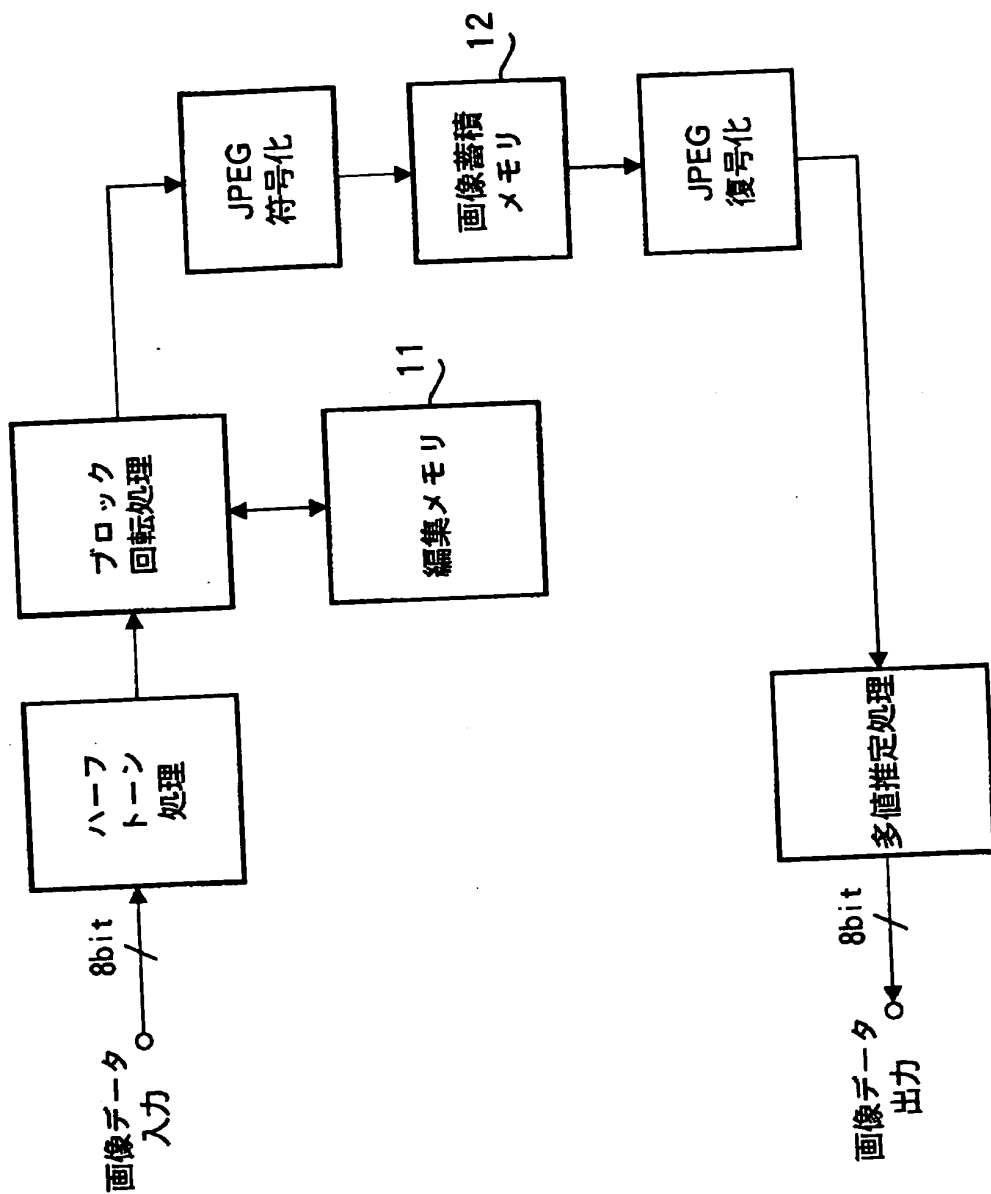 画像データ
入力
8bit
ハーフ
トーン
処理
ブロック
回転処理
編集メモリ
11
JPEG
符号化
画像蓄積
メモリ
12
JPEG
復号化
多値推定処理
8bit
画像データ
出力